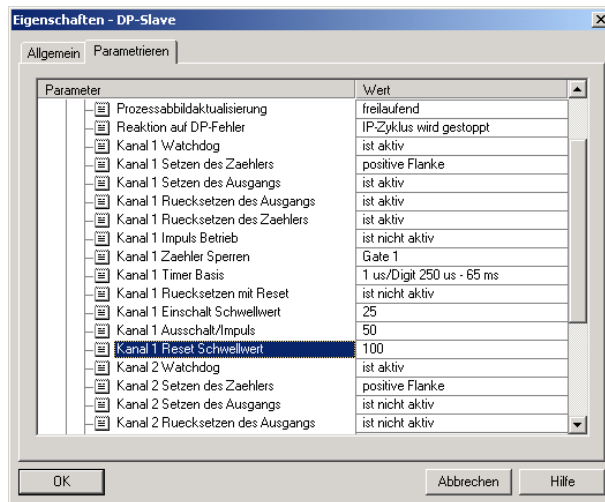 Eigenschaften - DP-Slave
Allgemein Parametrieren
Parameter Wert
Prozessabbildaktualisierung freilaufend
Reaktion auf DP-Fehler IP-Zyklus wird gestoppt
Kanal 1 Watchdog ist aktiv
Kanal 1 Setzen des Zaehlers positive Flanke
Kanal 1 Setzen des Ausgangs ist aktiv
Kanal 1 Ruecksetzen des Ausgangs ist aktiv
Kanal 1 Ruecksetzen des Zaehlers ist aktiv
Kanal 1 Impuls Betrieb ist nicht aktiv
Kanal 1 Zaehler Sperren Gate 1
Kanal 1 Timer Basis 1 us/Digit 250 us - 65 ms
Kanal 1 Ruecksetzen mit Reset ist nicht aktiv
Kanal 1 Einschalt Schwellwert 25
Kanal 1 Ausschalt/Impuls 50
Kanal 1 Reset Schwellwert 100
Kanal 2 Watchdog ist aktiv
Kanal 2 Setzen des Zaehlers positive Flanke
Kanal 2 Setzen des Ausgangs ist nicht aktiv
Kanal 2 Ruecksetzen des Ausgangs ist nicht aktiv
OK Abbrechen Hilfe